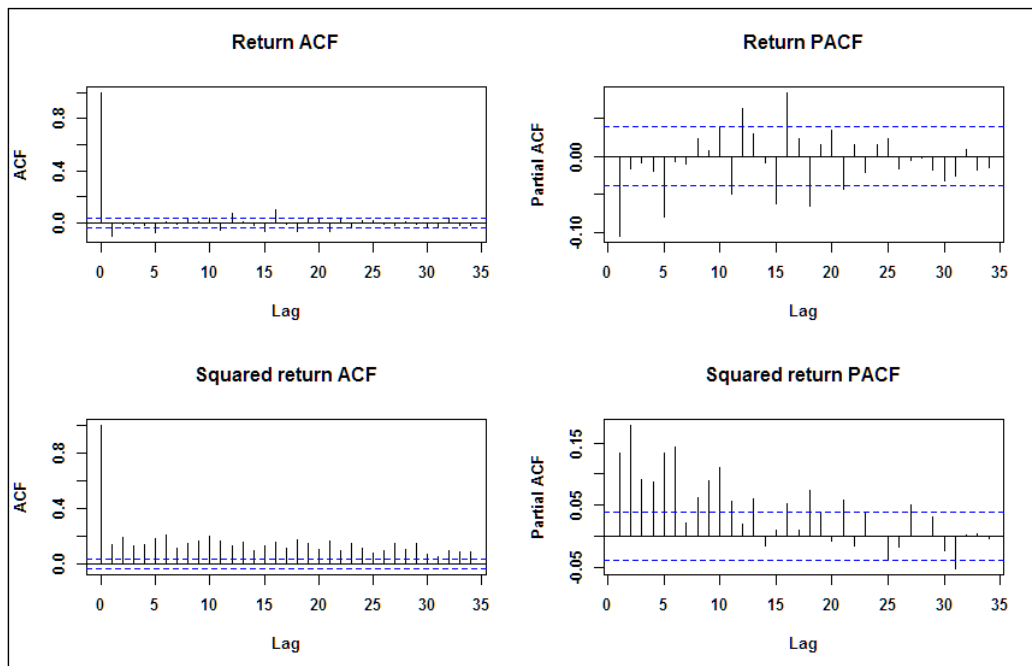 Return ACF
ACF
0.0 0.4 0.8
0 5 10 15 20 25 30 35
Lag
Return PACF
Partial ACF
-0.10 0.00
0 5 10 15 20 25 30 35
Lag
Squared return ACF
ACF
0.0 0.4 0.8
0 5 10 15 20 25 30 35
Lag
Squared return PACF
Partial ACF
-0.05 0.05 0.15
0 5 10 15 20 25 30 35
Lag